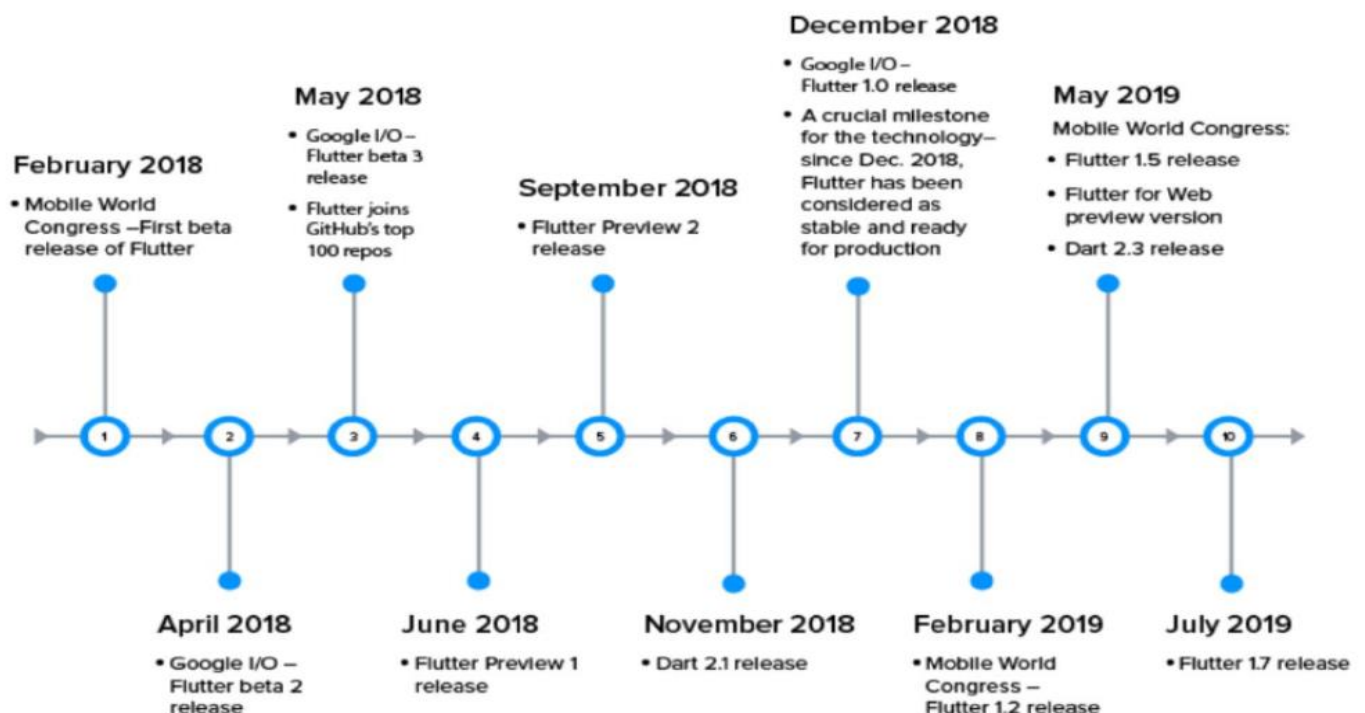 February 2018
• Mobile World
Congress –First beta
release of Flutter
1
April 2018
• Google I/O –
Flutter beta 2
release
2
May 2018
• Google I/O –
Flutter beta 3
release
• Flutter joins
GitHub's top
100 repos
3
June 2018
• Flutter Preview 1
release
4
September 2018
• Flutter Preview 2
release
5
November 2018
• Dart 2.1 release
6
December 2018
• Google I/O –
Flutter 1.0 release
• A crucial milestone
for the technology–
since Dec. 2018,
Flutter has been
considered as
stable and ready
for production
7
February 2019
• Mobile World
Congress –
Flutter 1.2 release
8
May 2019
Mobile World Congress:
• Flutter 1.5 release
• Flutter for Web
preview version
• Dart 2.3 release
9
July 2019
• Flutter 1.7 release
10